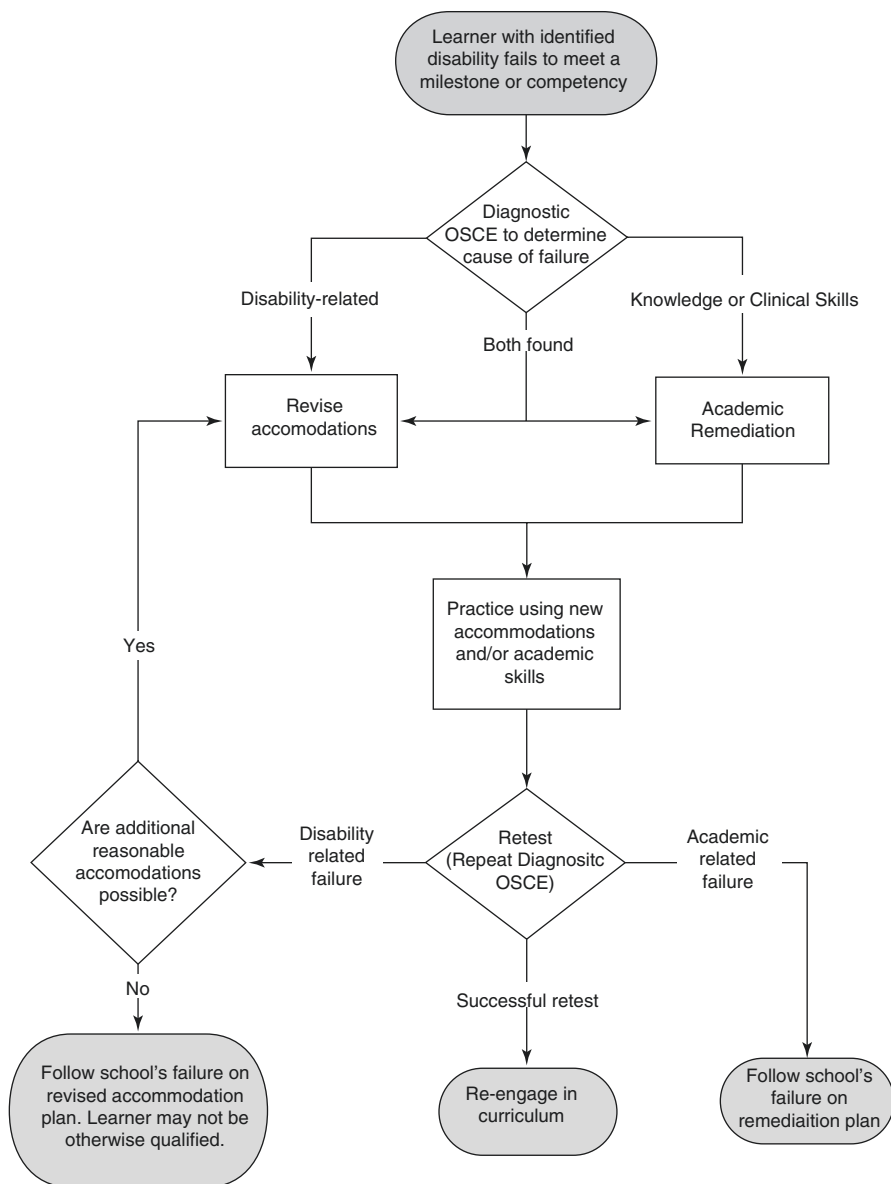 Learner with identified
disability fails to meet a
milestone or competency
Diagnostic
OSCE to determine
cause of failure
Disability-related
Knowledge or Clinical Skills
Both found
Revise
accomodations
Academic
Remediation
Practice using new
accommodations
and/or academic
skills
Yes
Are additional
reasonable
accomodations
possible?
Disability
related
failure
Retest
(Repeat Diagnositc
OSCE)
Academic
related
failure
No
Successful retest
Follow school's failure on
revised accommodation
plan. Learner may not be
otherwise qualified.
Re-engage in
curriculum
Follow school's
failure on
remediaition plan